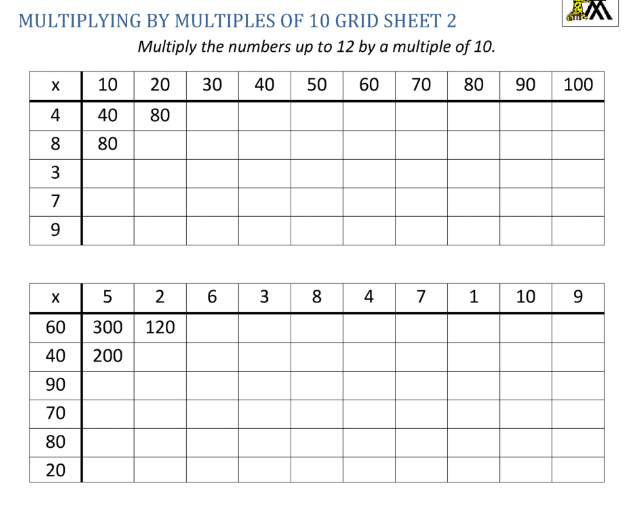 MULTIPLYING BY MULTIPLES OF 10 GRID SHEET 2
Multiply the numbers up to 12 by a multiple of 10.
x 10 20 30 40 50 60 70 80 90 100
4 40 80
8 80
3
7
9
x 5 2 6 3 8 4 7 1 10 9
60 300 120
40 200
90
70
80
20